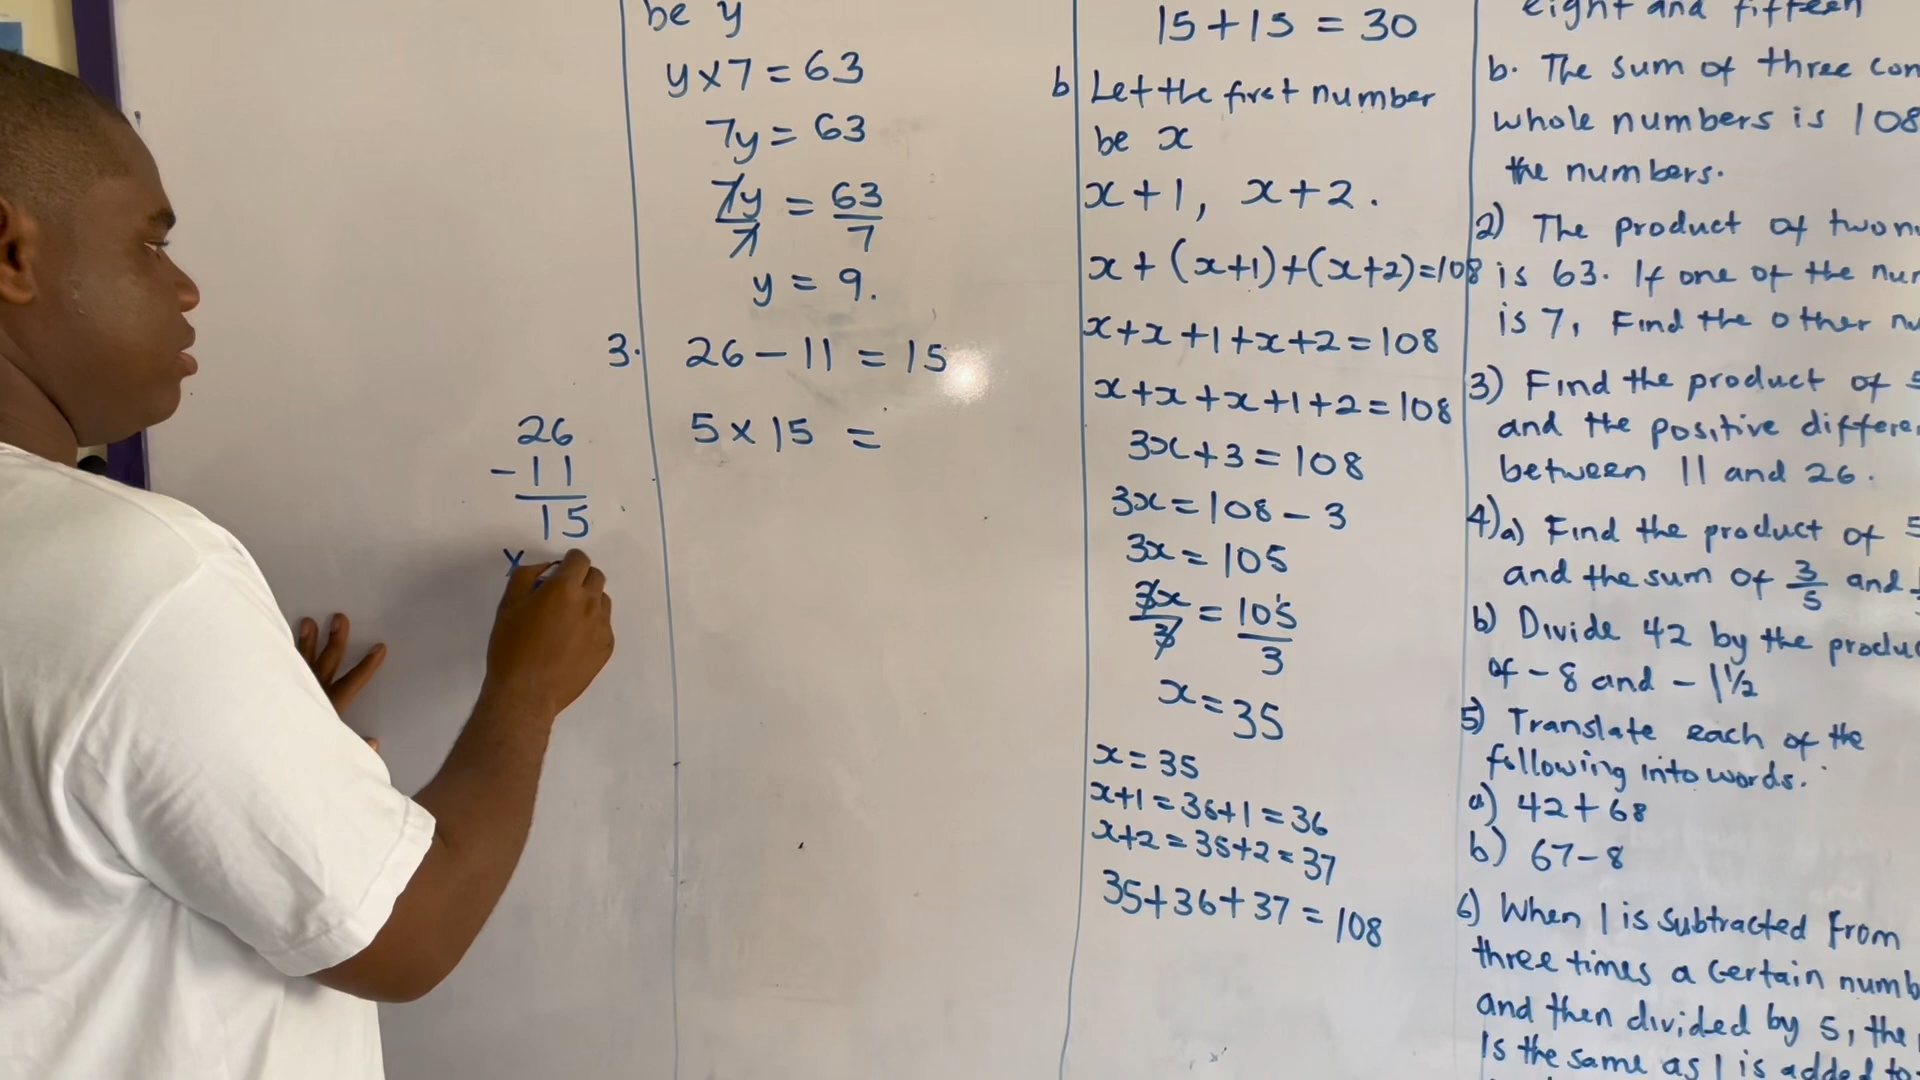 26
-11
15
x
be y
y x 7 = 63
7y = 63
7y/7 = 63/7
y = 9.
3. 26 - 11 = 15
5 x 15 =
15 + 15 = 30
b Let the first number
be x
x + 1, x + 2.
x + (x+1)+(x+2)=108
x+x+1+x+2=108
x+x+x+1+2=108
3x+3=108
3x=108-3
3x=105
3x/3 = 105/3
x=35
x=35
x+1=35+1=36
x+2=35+2=37
35+36+37=108
eight and fifteen
b. The sum of three con
whole numbers is 108
the numbers.
2) The product of two
is 63. If one of the
is 7, Find the other
3) Find the product of 5
and the positive differe
between 11 and 26.
4) a) Find the product of 5
and the sum of 3/5 and
b) Divide 42 by the produc
of -8 and -1 1/2
5) Translate each of the
following into words.
a) 42+68
b) 67-8
6) When 1 is subtracted From
three times a certain numb
and then divided by 5, the
is the same as 1 is added to